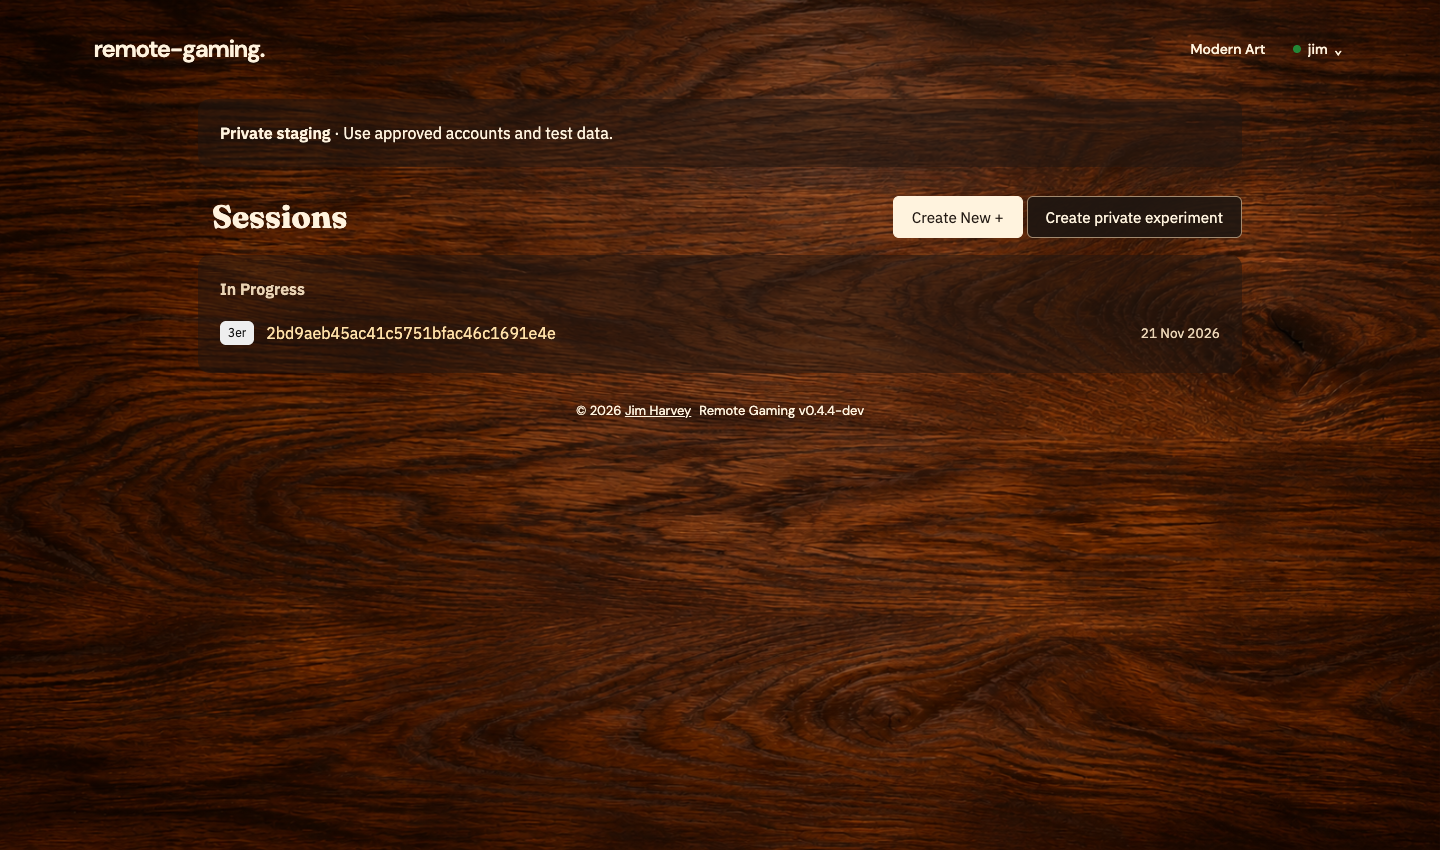 remote-gaming.
Modern Art
jim
Private staging · Use approved accounts and test data.
Sessions
Create New +
Create private experiment
In Progress
3er
2bd9aeb45ac41c5751bfac46c1691e4e
21 Nov 2026
© 2026 Jim Harvey Remote Gaming v0.4.4-dev